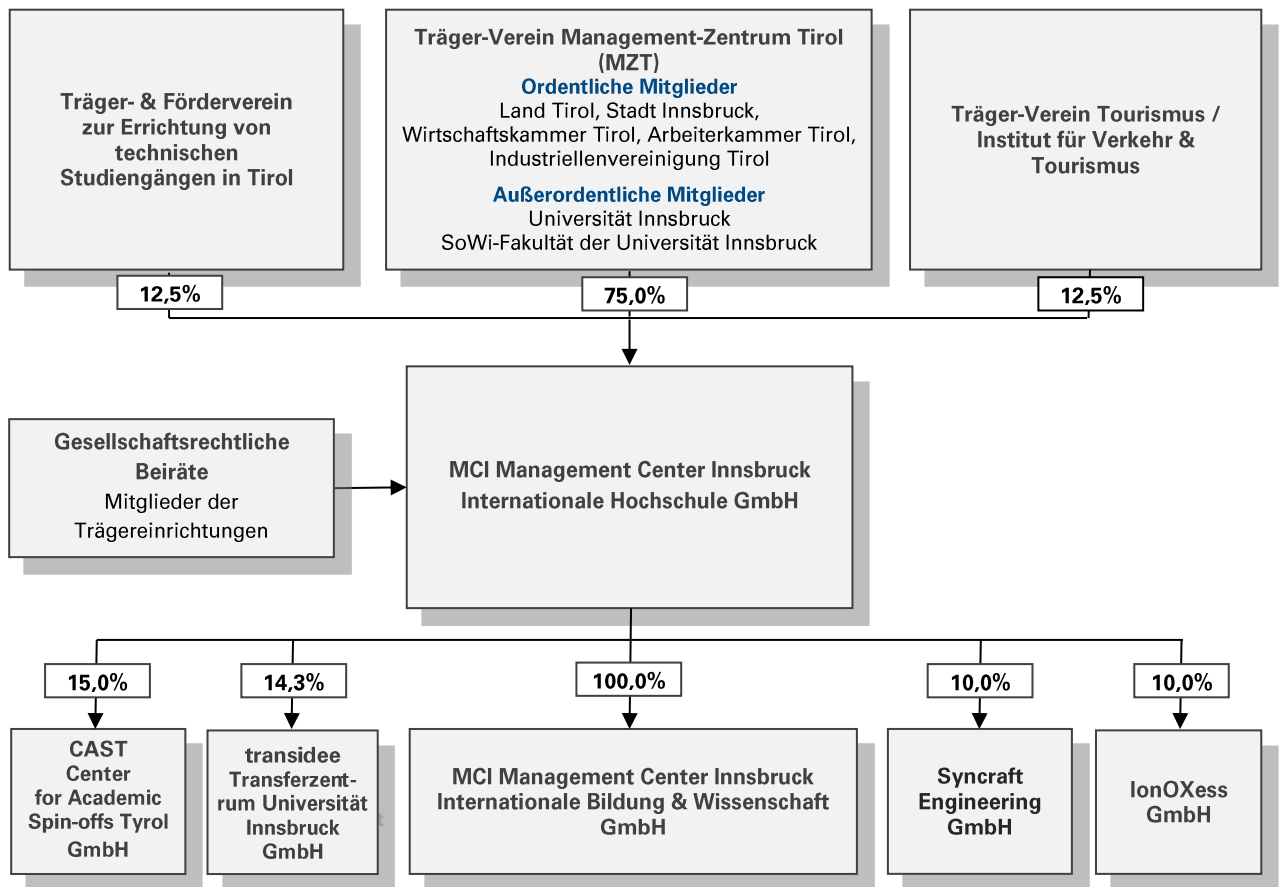 Träger- & Förderverein
zur Errichtung von
technischen
Studiengängen in Tirol
Träger-Verein Management-Zentrum Tirol
(MZT)
Ordentliche Mitglieder
Land Tirol, Stadt Innsbruck,
Wirtschaftskammer Tirol, Arbeiterkammer Tirol,
Industriellenvereinigung Tirol
Außerordentliche Mitglieder
Universität Innsbruck
SoWi-Fakultät der Universität Innsbruck
Träger-Verein Tourismus /
Institut für Verkehr &
Tourismus
12,5%
75,0%
12,5%
Gesellschaftsrechtliche
Beiräte
Mitglieder der
Trägereinrichtungen
MCI Management Center Innsbruck
Internationale Hochschule GmbH
15,0%
14,3%
100,0%
10,0%
10,0%
CAST
Center
for Academic
Spin-offs Tyrol
GmbH
transidee
Transferzent-
rum Universität
Innsbruck
GmbH
MCI Management Center Innsbruck
Internationale Bildung & Wissenschaft
GmbH
Syncraft
Engineering
GmbH
IonOXess
GmbH